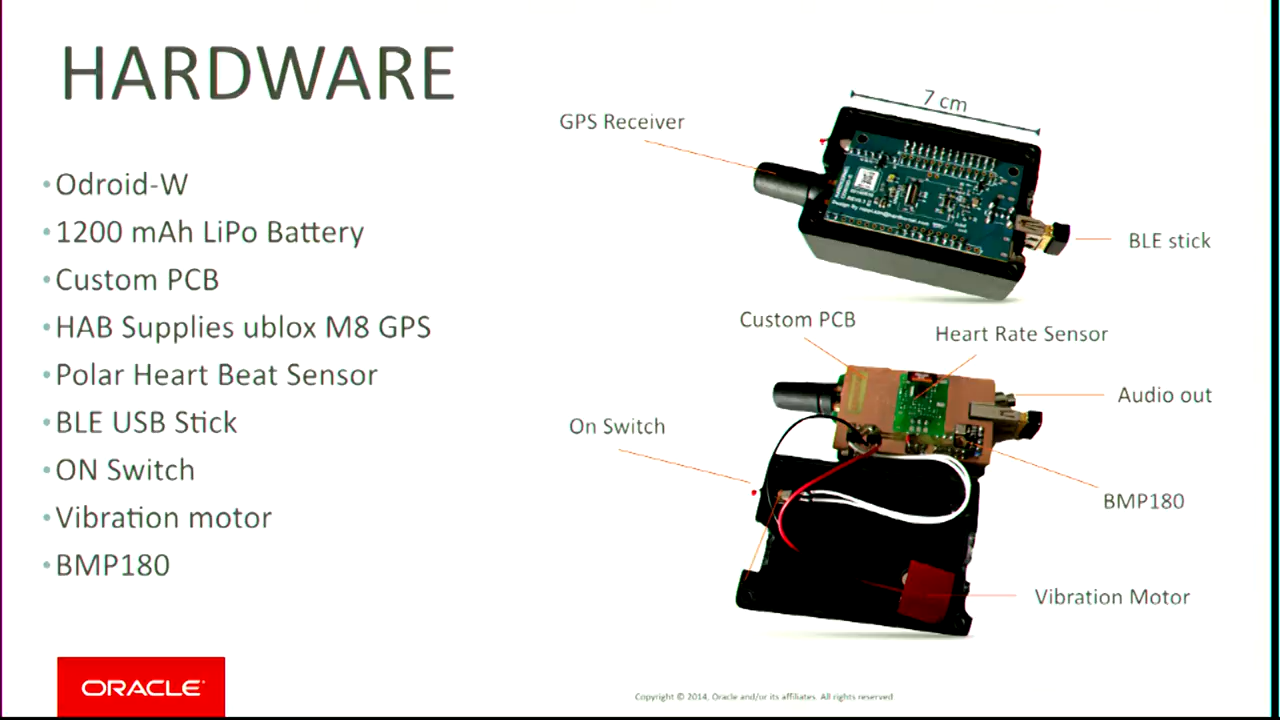 HARDWARE
• Odroid-W
• 1200 mAh LiPo Battery
• Custom PCB
• HAB Supplies ublox M8 GPS
• Polar Heart Beat Sensor
• BLE USB Stick
• ON Switch
• Vibration motor
• BMP180
7 cm
GPS Receiver
BLE stick
Custom PCB
Heart Rate Sensor
Audio out
On Switch
BMP180
Vibration Motor
ORACLE
Copyright © 2014, Oracle and/or its affiliates. All rights reserved